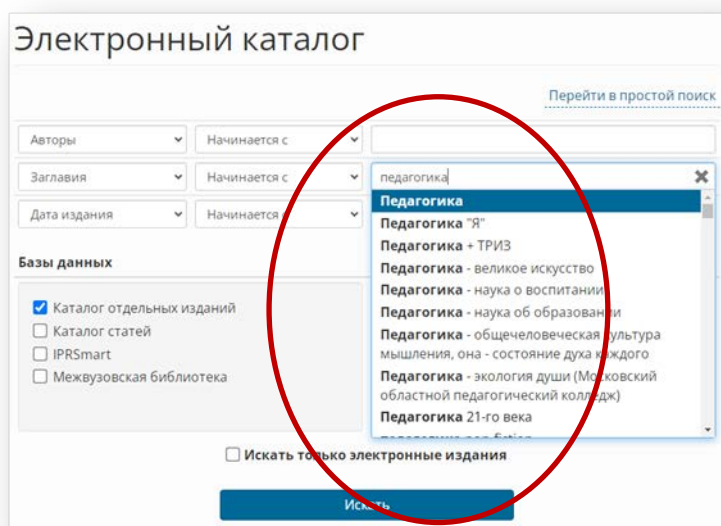 Электронный каталог
Перейти в простой поиск
Авторы Начинается с
Заглавия Начинается с педагогика
Дата издания Начинается с
Педагогика
Педагогика "Я"
Педагогика + ТРИЗ
Педагогика - великое искусство
Педагогика - наука о воспитании
Педагогика - наука об образовании
Педагогика - общечеловеческая культура
мышления, она - состояние духа каждого
Педагогика - экология души (Московский
областной педагогический колледж)
Педагогика 21-го века
Базы данных
Каталог отдельных изданий
Каталог статей
IPRSmart
Межвузовская библиотека
Искать только электронные издания
Искать